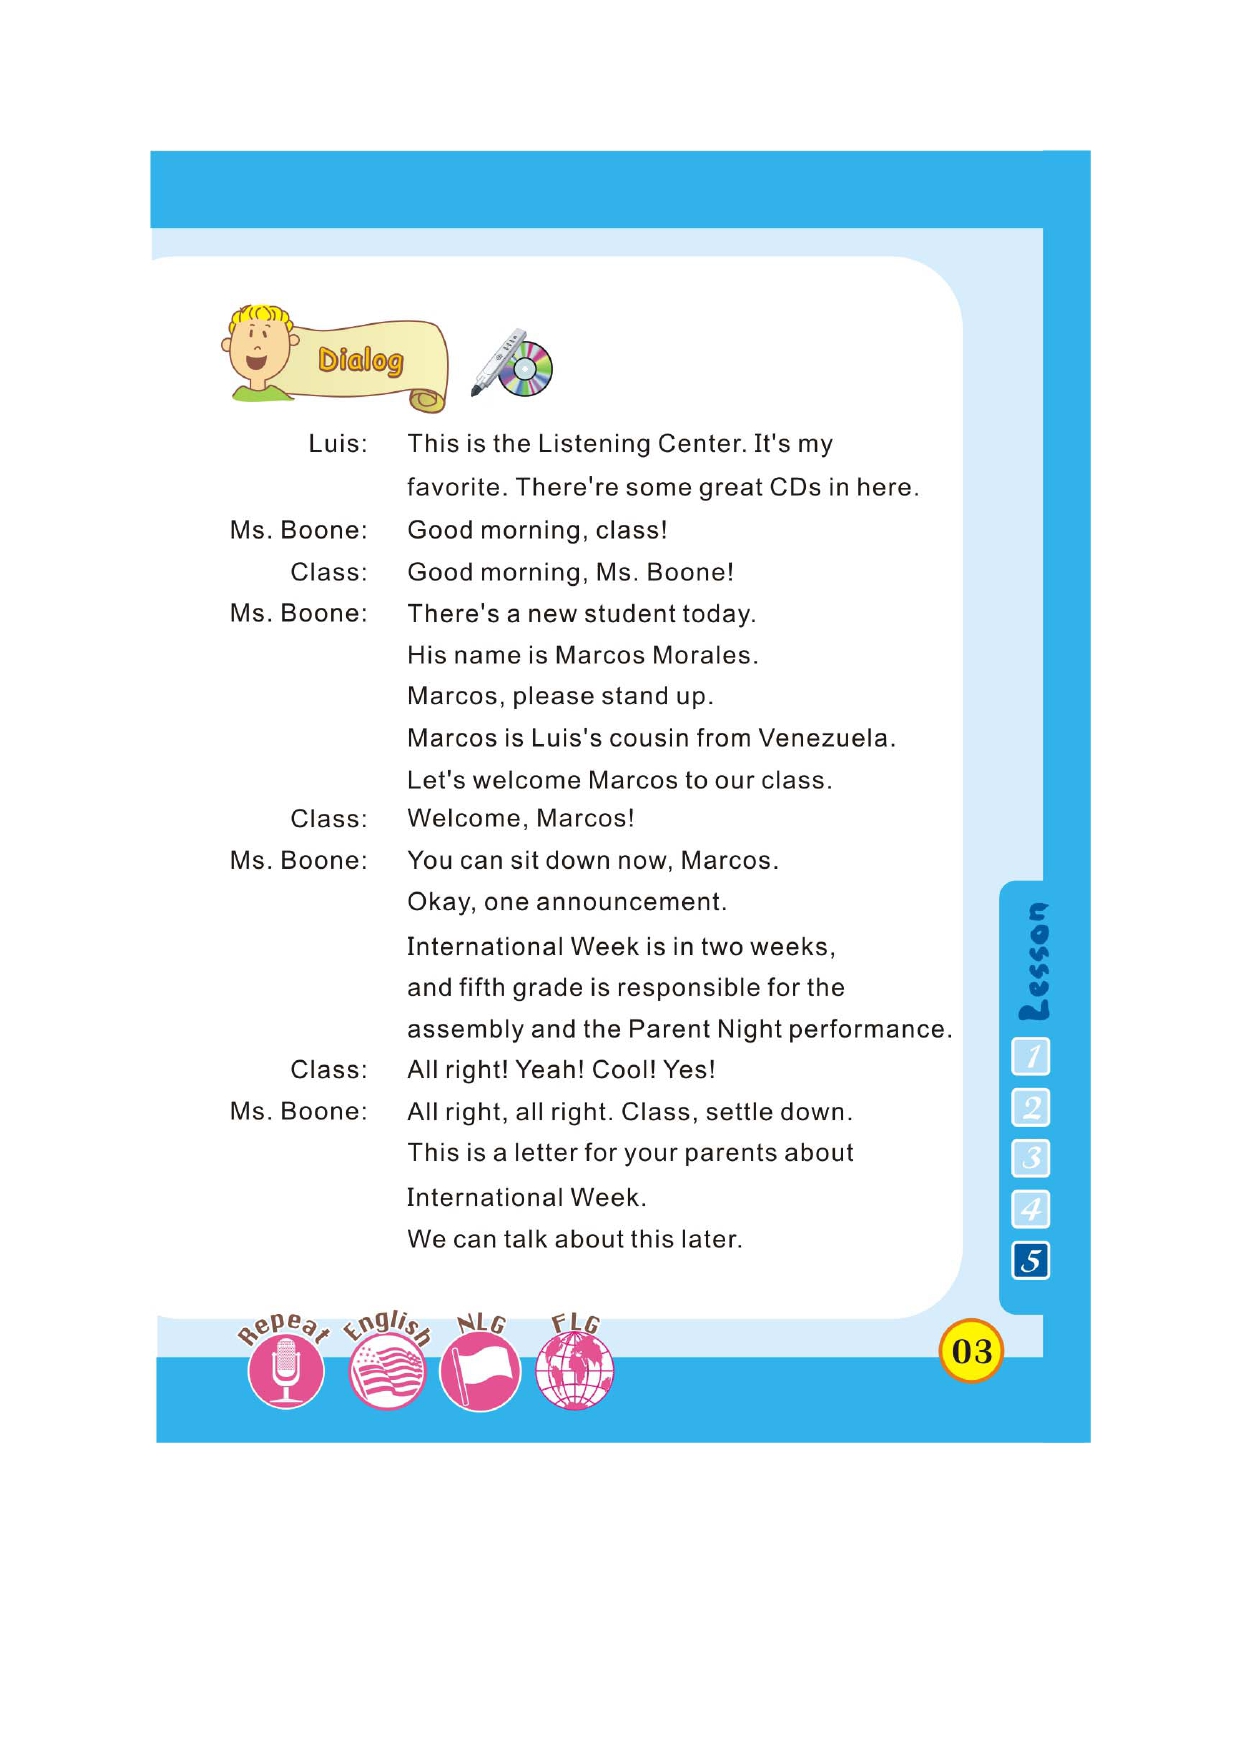 Dialog
Luis: This is the Listening Center. It's my
favorite. There're some great CDs in here.
Ms. Boone: Good morning, class!
Class: Good morning, Ms. Boone!
Ms. Boone: There's a new student today.
His name is Marcos Morales.
Marcos, please stand up.
Marcos is Luis's cousin from Venezuela.
Let's welcome Marcos to our class.
Class: Welcome, Marcos!
Ms. Boone: You can sit down now, Marcos.
Okay, one announcement.
International Week is in two weeks,
and fifth grade is responsible for the
assembly and the Parent Night performance.
Class: All right! Yeah! Cool! Yes!
Ms. Boone: All right, all right. Class, settle down.
This is a letter for your parents about
International Week.
We can talk about this later.
Lesson
1
2
3
4
5
Repeat English NLG FLG
03